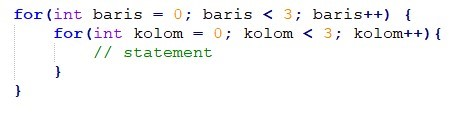 for(int baris = 0; baris < 3; baris++) {
    for(int kolom = 0; kolom < 3; kolom++){
        // statement
    }
}